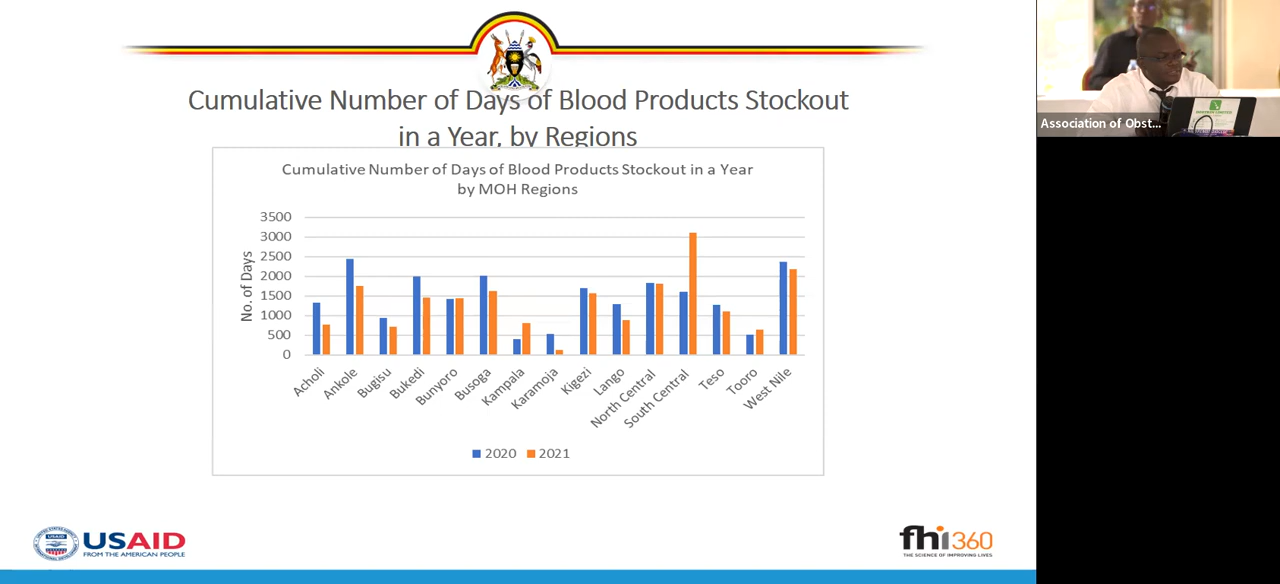 Cumulative Number of Days of Blood Products Stockout
in a Year, by Regions
Cumulative Number of Days of Blood Products Stockout in a Year
by MOH Regions
No. of Days
3500
3000
2500
2000
1500
1000
500
0
Acholi
Ankole
Bugisu
Bukedi
Bunyoro
Busoga
Kampala
Karamoja
Kigezi
Lango
North Central
South Central
Teso
Tooro
West Nile
2020 2021
USAID
FROM THE AMERICAN PEOPLE
fhi360
THE SCIENCE OF IMPROVING LIVES
Association of Obst...